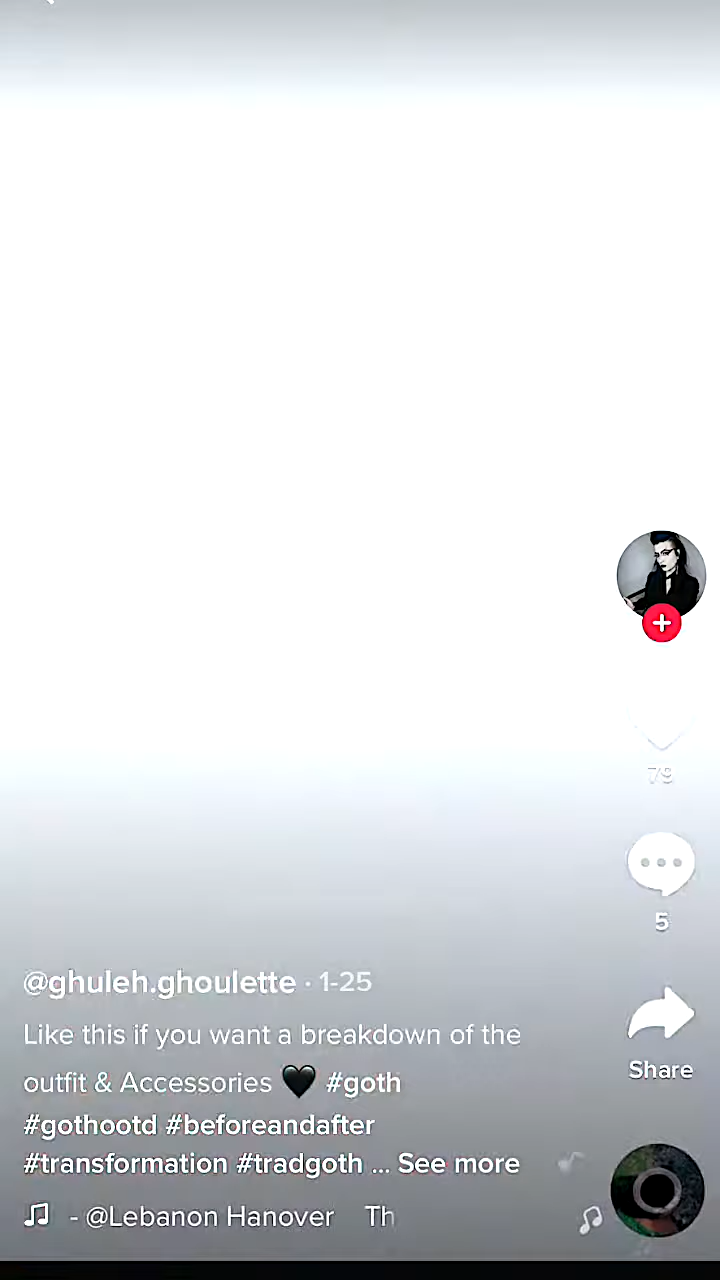 79
5
@ghuleh.ghoulette · 1-25
Like this if you want a breakdown of the
outfit & Accessories 🖤 #goth
Share
#gothootd #beforeandafter
#transformation #tradgoth ... See more
- @Lebanon Hanover Th